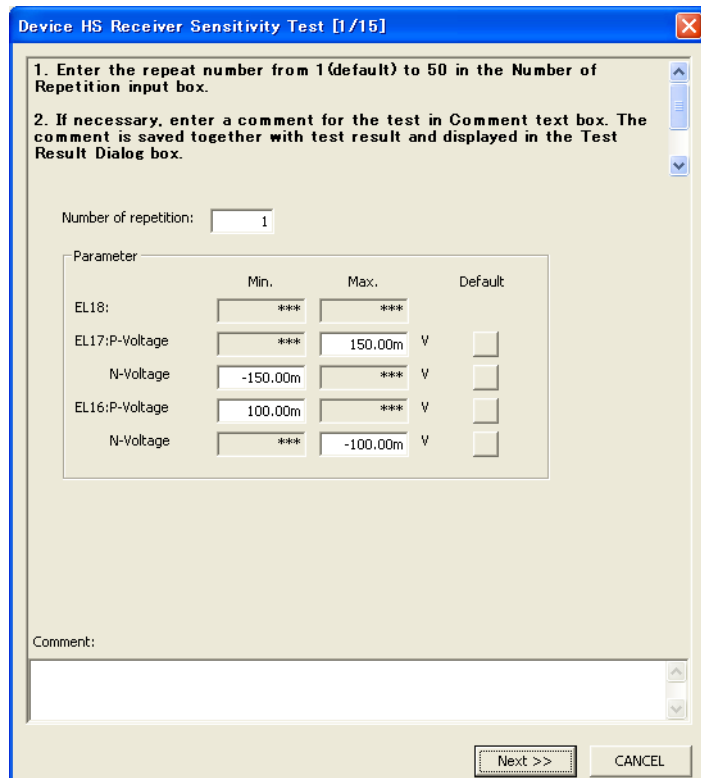 Device HS Receiver Sensitivity Test [1/15]
1. Enter the repeat number from 1(default) to 50 in the Number of
Repetition input box.
2. If necessary, enter a comment for the test in Comment text box. The
comment is saved together with test result and displayed in the Test
Result Dialog box.
Number of repetition: 1
Parameter
Min. Max. Default
EL18: *** ***
EL17:P-Voltage *** 150.00m V
N-Voltage -150.00m *** V
EL16:P-Voltage 100.00m *** V
N-Voltage *** -100.00m V
Comment:
Next >> CANCEL